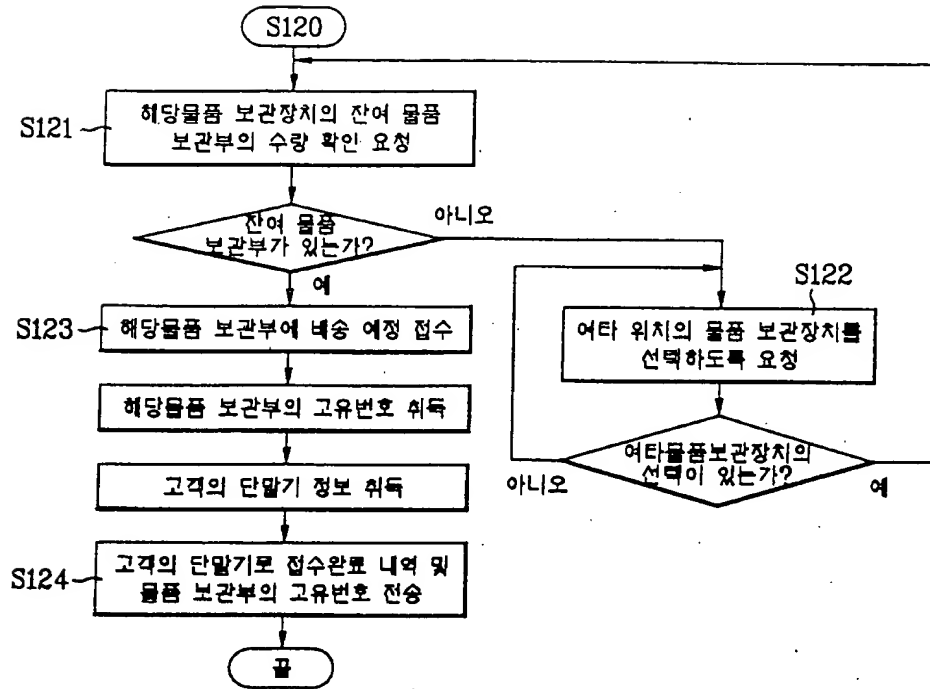 S120
S121
해당물품 보관장치의 잔여 물품
보관부의 수량 확인 요청
잔여 물품
보관부가 있는가?
아니오
예
S122
여타 위치의 물품 보관장치를
선택하도록 요청
여타물품보관장치의
선택이 있는가?
아니오
예
S123
해당물품 보관부에 배송 예정 접수
해당물품 보관부의 고유번호 취득
고객의 단말기 정보 취득
S124
고객의 단말기로 접수완료 내역 및
물품 보관부의 고유번호 전송
끝